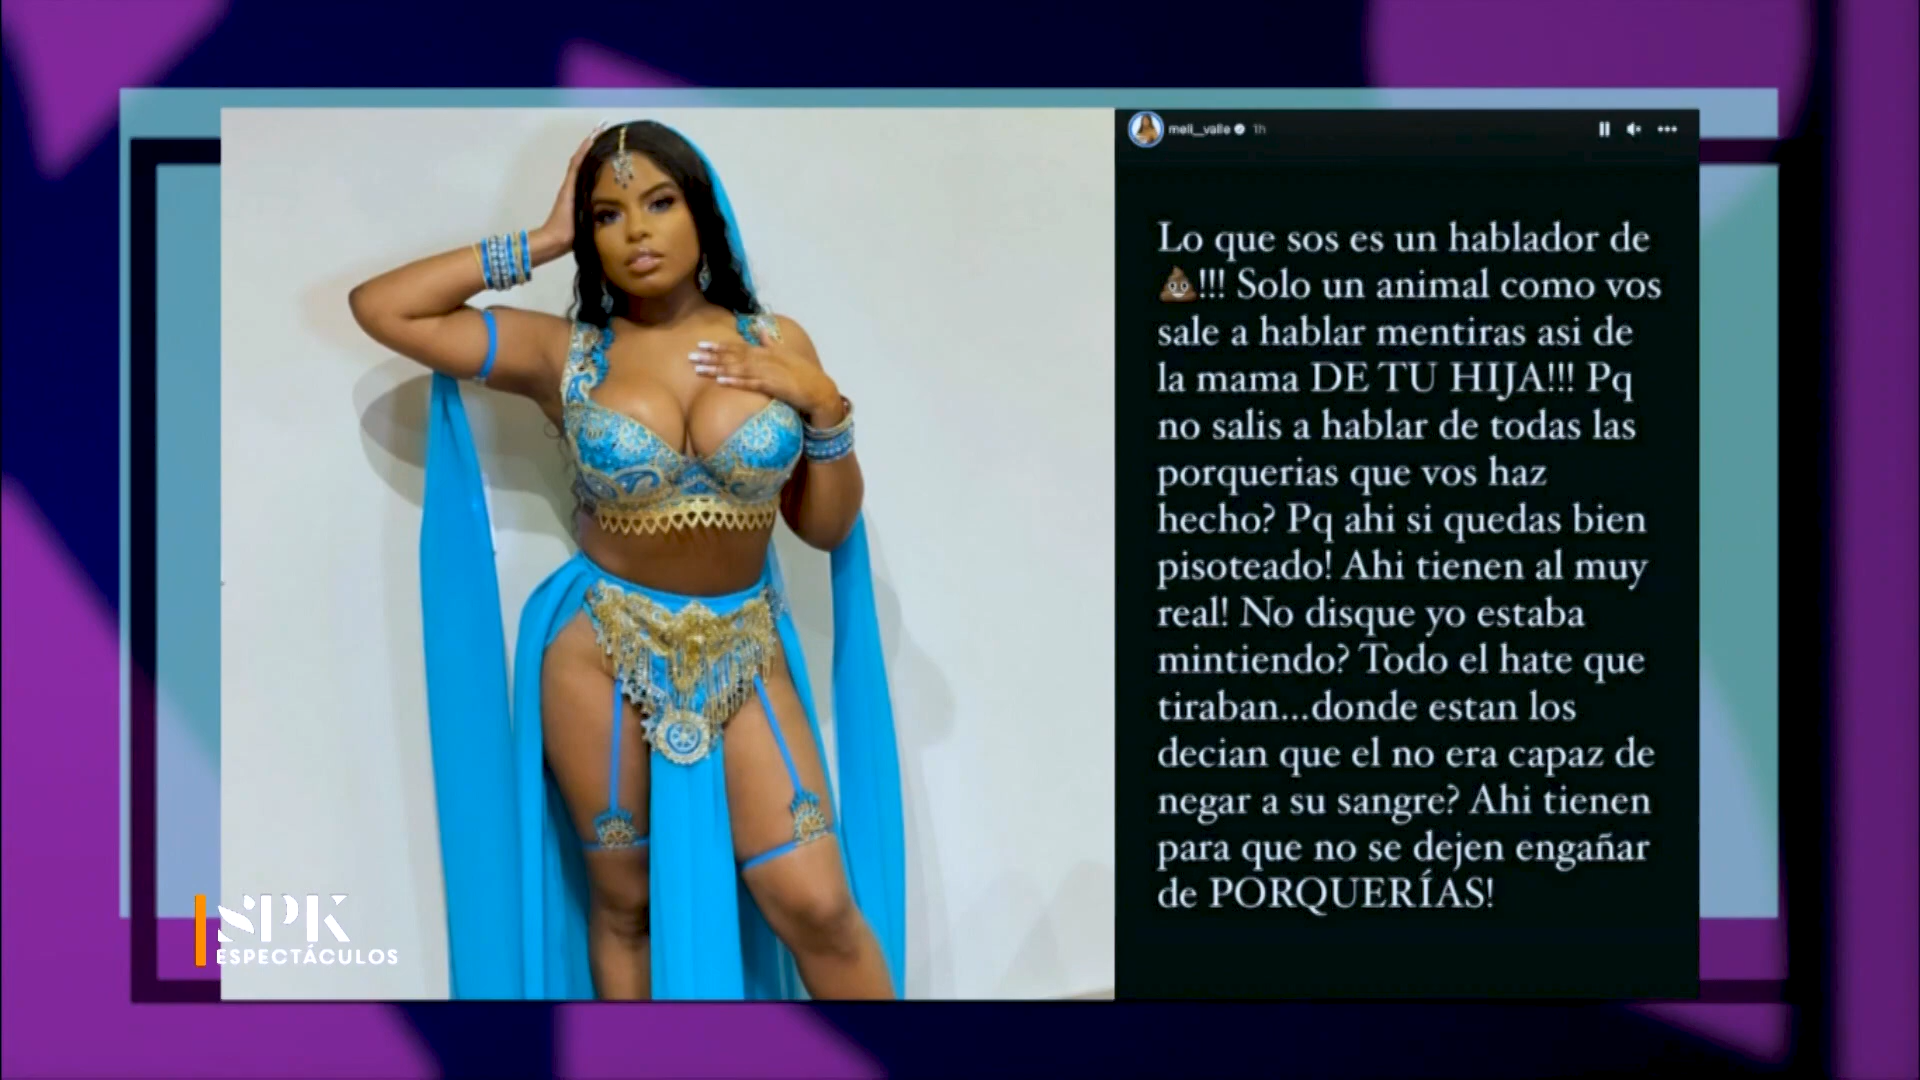 meli__valle 1h
Lo que sos es un hablador de
💩!!! Solo un animal como vos
sale a hablar mentiras asi de
la mama DE TU HIJA!!! Pq
no salis a hablar de todas las
porquerias que vos haz
hecho? Pq ahi si quedas bien
pisoteado! Ahi tienen al muy
real! No disque yo estaba
mintiendo? Todo el hate que
tiraban...donde estan los
decian que el no era capaz de
negar a su sangre? Ahi tienen
para que no se dejen engañar
de PORQUERÍAS!
SPK
ESPECTÁCULOS